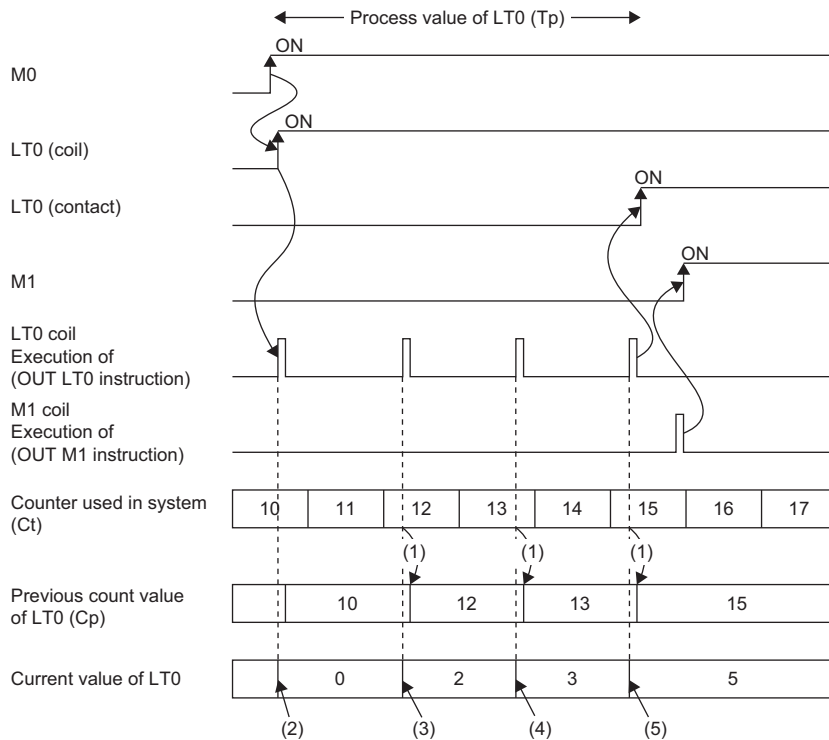 Process value of LT0 (Tp)
ON
M0
ON
LT0 (coil)
ON
LT0 (contact)
ON
M1
LT0 coil
Execution of
(OUT LT0 instruction)
M1 coil
Execution of
(OUT M1 instruction)
Counter used in system
(Ct)
10 11 12 13 14 15 16 17
(1) (1) (1)
Previous count value
of LT0 (Cp)
10 12 13 15
Current value of LT0
0 2 3 5
(2) (3) (4) (5)